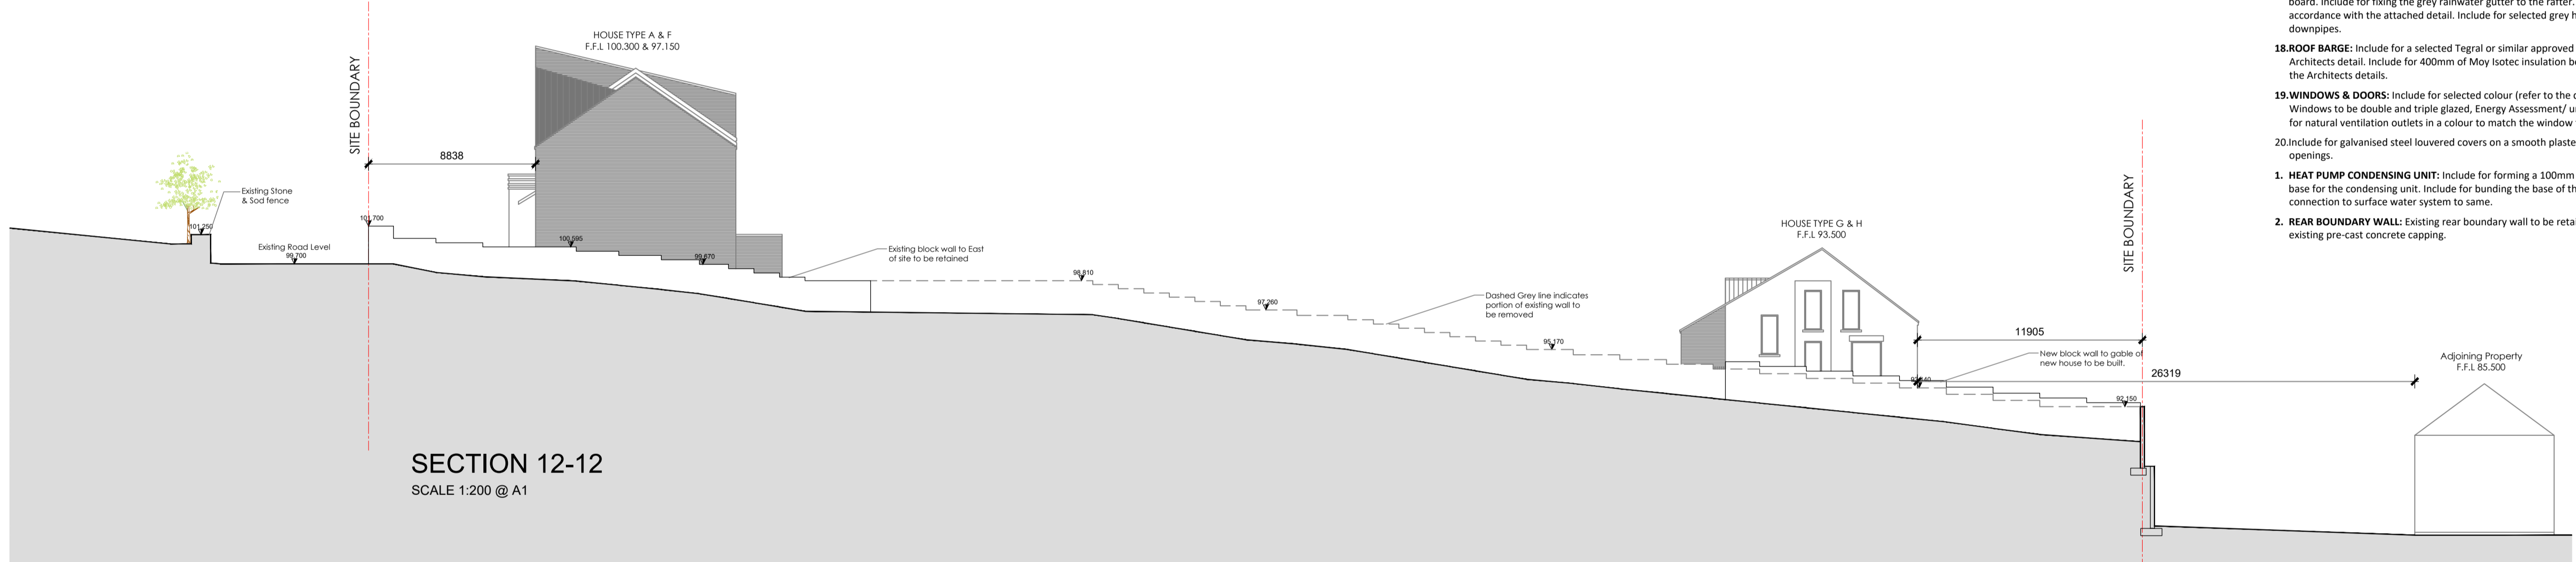 HOUSE TYPE A & F
F.F.L 100.300 & 97.150
SITE BOUNDARY
8838
Existing Stone
& Sod fence
101.250
Existing Road Level
99.700
101.700
100.595
99.670
Existing block wall to East
of site to be retained
98.810
97.260
Dashed Grey line indicates
portion of existing wall to
be removed
95.170
HOUSE TYPE G & H
F.F.L 93.500
SITE BOUNDARY
11905
New block wall to gable of
new house to be built.
26319
92.150
Adjoining Property
F.F.L 85.500
SECTION 12-12
SCALE 1:200 @ A1
board. Include for fixing the grey rainwater gutter to the rafter.
accordance with the attached detail. Include for selected grey h
downpipes.
18.ROOF BARGE: Include for a selected Tegral or similar approved
Architects detail. Include for 400mm of Moy Isotec insulation be
the Architects details.
19.WINDOWS & DOORS: Include for selected colour (refer to the
Windows to be double and triple glazed, Energy Assessment/ u
for natural ventilation outlets in a colour to match the window
20.Include for galvanised steel louvered covers on a smooth plaste
openings.
1. HEAT PUMP CONDENSING UNIT: Include for forming a 100mm
base for the condensing unit. Include for bunding the base of th
connection to surface water system to same.
2. REAR BOUNDARY WALL: Existing rear boundary wall to be retai
existing pre-cast concrete capping.